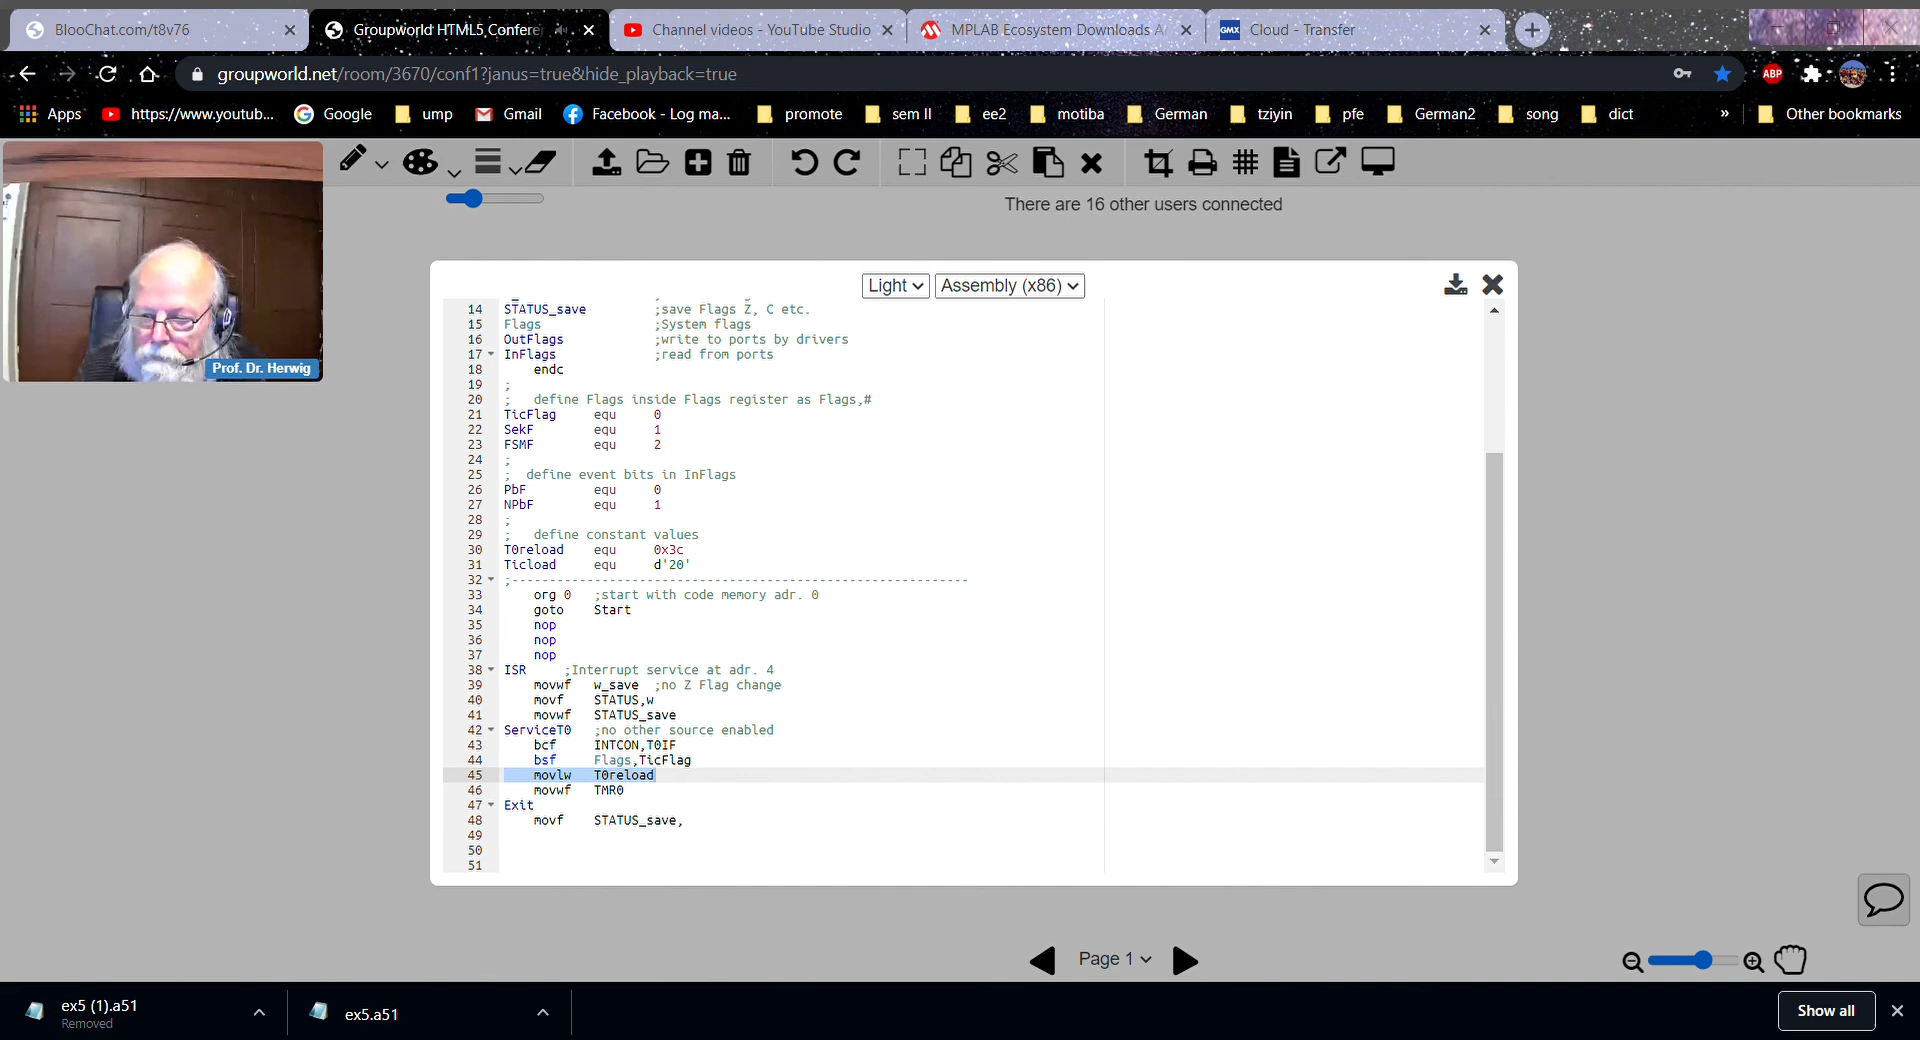 BlooChat.com/t8v76
Groupworld HTML5 Confere
Channel videos - YouTube Studio
MPLAB Ecosystem Downloads A
GMX
Cloud - Transfer
groupworld.net/room/3670/conf1?janus=true&hide_playback=true
ABP
Apps
https://www.youtub...
Google
ump
Gmail
Facebook - Log ma...
promote
sem II
ee2
motiba
German
tziyin
pfe
German2
song
dict
»
Other bookmarks
There are 16 other users connected
Prof. Dr. Herwig
Light
Assembly (x86)
14 STATUS_save ;save Flags Z, C etc.
15 Flags ;System flags
16 OutFlags ;write to ports by drivers
17 InFlags ;read from ports
18 endc
19 ;
20 ; define Flags inside Flags register as Flags,#
21 TicFlag equ 0
22 SekF equ 1
23 FSMF equ 2
24 ;
25 ; define event bits in InFlags
26 PbF equ 0
27 NPbF equ 1
28 ;
29 ; define constant values
30 T0reload equ 0x3c
31 Ticload equ d'20'
32 ;-------------------------------------------------------------
33 org 0 ;start with code memory adr. 0
34 goto Start
35 nop
36 nop
37 nop
38 ISR ;Interrupt service at adr. 4
39 movwf w_save ;no Z Flag change
40 movf STATUS,w
41 movwf STATUS_save
42 ServiceT0 ;no other source enabled
43 bcf INTCON,T0IF
44 bsf Flags,TicFlag
45 movlw T0reload
46 movwf TMR0
47 Exit
48 movf STATUS_save,
49
50
51
Page 1
ex5 (1).a51
Removed
ex5.a51
Show all